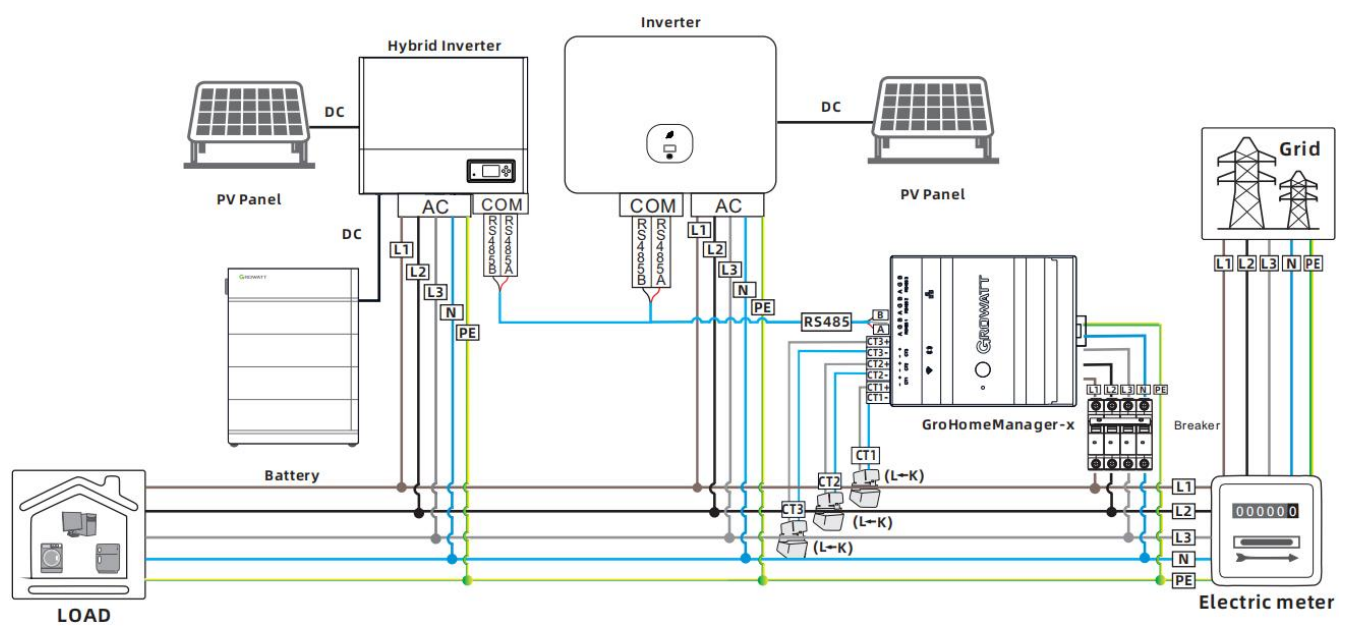 Inverter
Hybrid Inverter
DC
DC
PV Panel
PV Panel
Grid
AC
COM
COM
AC
RS485B
RS485A
RS485B
RS485A
DC
L1
L2
L3
N
PE
L1
L2
L3
N
PE
L1
L2
L3
N
PE
GROWATT
RS485
B
A
CT3+
CT3-
CT2+
CT2-
CT1+
CT1-
GROWATT
L1
L2
L3
N
PE
GroHomeManager-x
Breaker
Battery
CT1
(L←K)
CT2
(L←K)
CT3
(L←K)
L1
L2
L3
N
PE
000000
LOAD
Electric meter